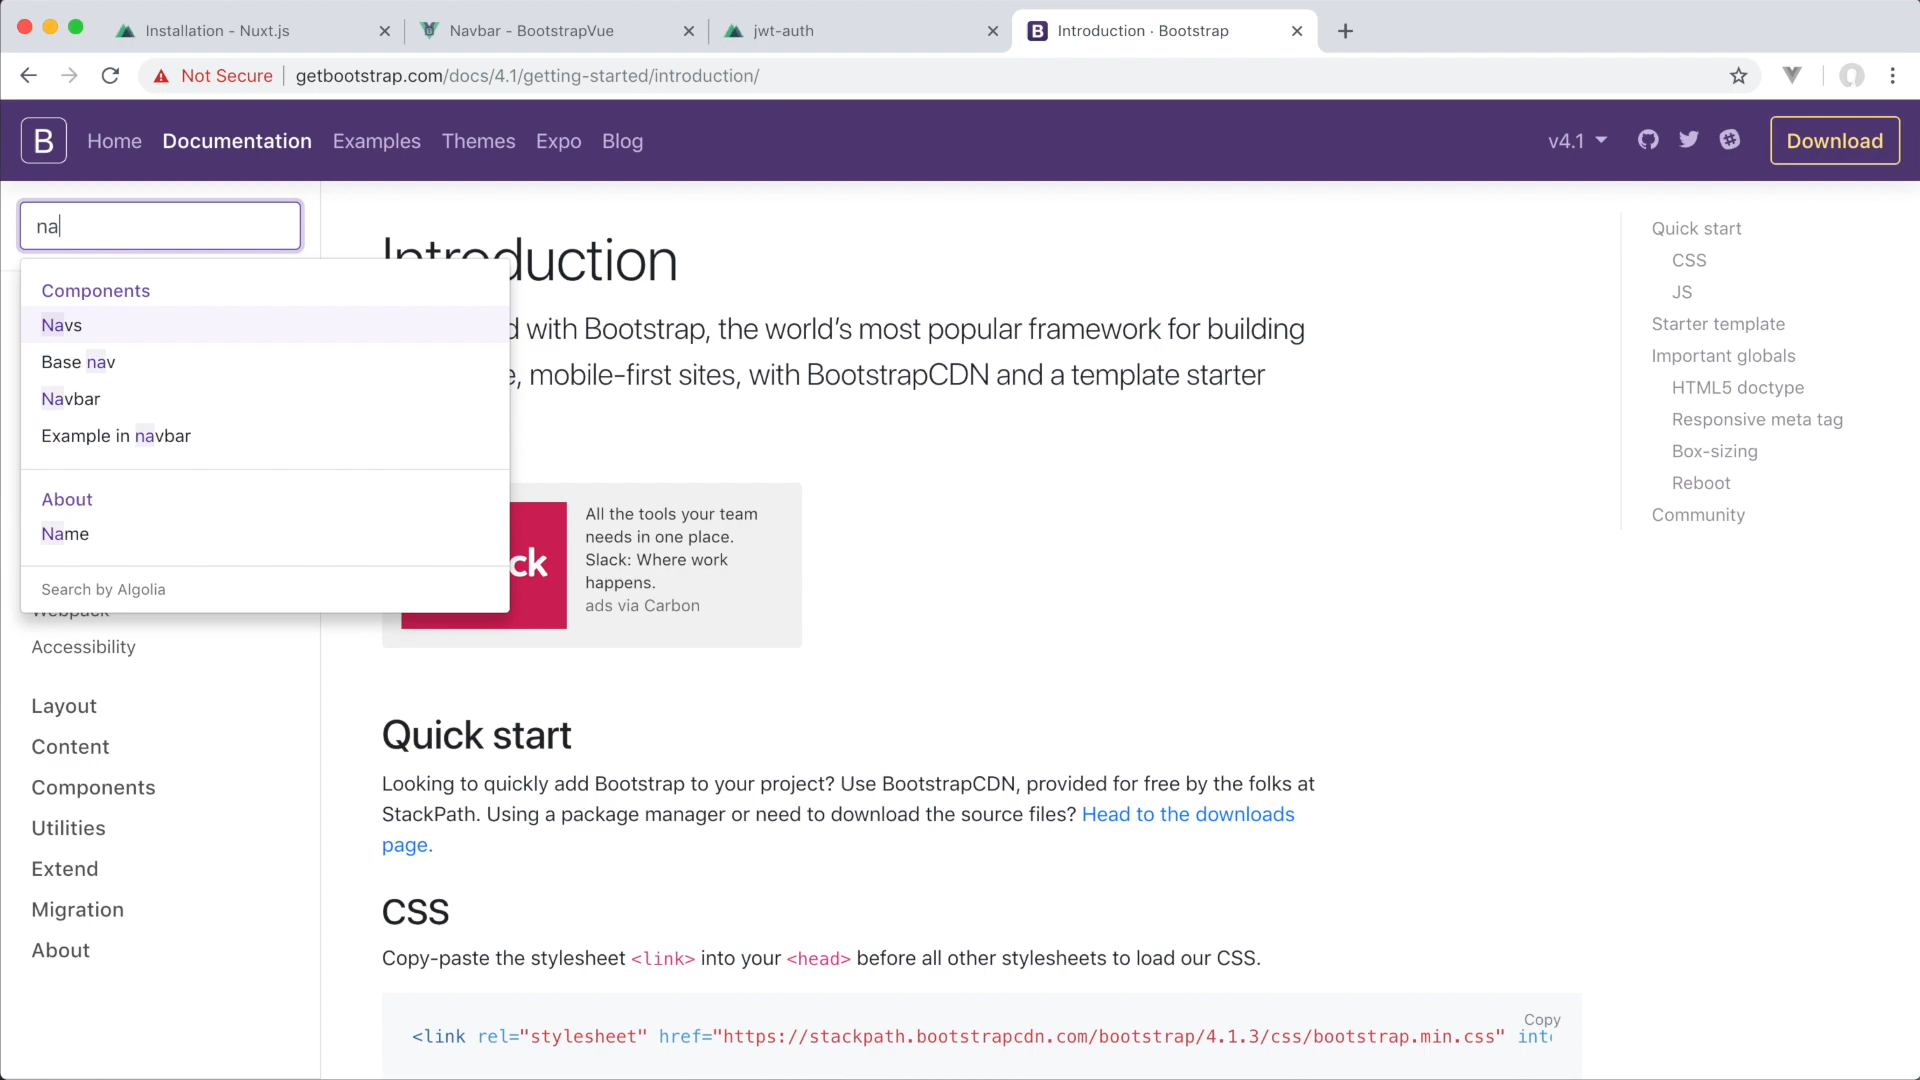 Installation - Nuxt.js
Navbar - BootstrapVue
jwt-auth
Introduction · Bootstrap
Not Secure
getbootstrap.com/docs/4.1/getting-started/introduction/
B
Home
Documentation
Examples
Themes
Expo
Blog
v4.1
Download
na
Components
Navs
Base nav
Navbar
Example in navbar
About
Name
Search by Algolia
Webpack
Accessibility
Layout
Content
Components
Utilities
Extend
Migration
About
Introduction
d with Bootstrap, the world’s most popular framework for building
e, mobile-first sites, with BootstrapCDN and a template starter
ck
All the tools your team
needs in one place.
Slack: Where work
happens.
ads via Carbon
Quick start
Looking to quickly add Bootstrap to your project? Use BootstrapCDN, provided for free by the folks at
StackPath. Using a package manager or need to download the source files? Head to the downloads
page.
CSS
Copy-paste the stylesheet <link> into your <head> before all other stylesheets to load our CSS.
Copy
<link rel="stylesheet" href="https://stackpath.bootstrapcdn.com/bootstrap/4.1.3/css/bootstrap.min.css" inte
Quick start
CSS
JS
Starter template
Important globals
HTML5 doctype
Responsive meta tag
Box-sizing
Reboot
Community